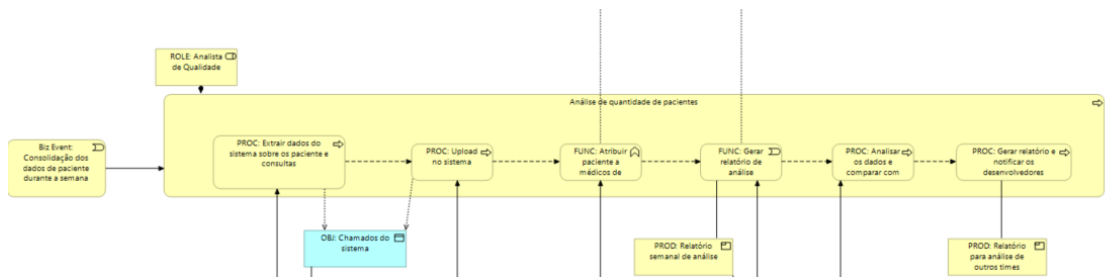 ROLE: Analista
de Qualidade
Análise de quantidade de pacientes
Biz Event:
Consolidação dos
dados de paciente
durante a semana
PROC: Extrair dados do
sistema sobre os paciente e
consultas
PROC: Upload
no sistema
FUNC: Atribuir
paciente a
médicos de
FUNC: Gerar
relatório de
análise
PROC: Analisar
os dados e
comparar com
PROC: Gerar relatório e
notificar os
desenvolvedores
OBJ: Chamados do
sistema
PROD: Relatório
semanal de análise
PROD: Relatório
para análise de
outros times